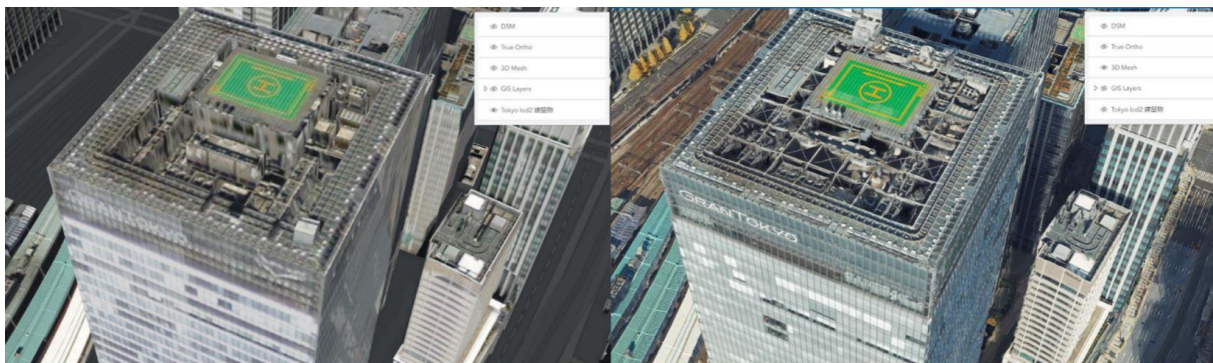 DSM
True Ortho
3D Mesh
GIS Layers
Tokyo lod2 建築物
H
GRANTOKYO
DSM
True Ortho
3D Mesh
GIS Layers
Tokyo lod2 建築物
H
GRANTOKYO